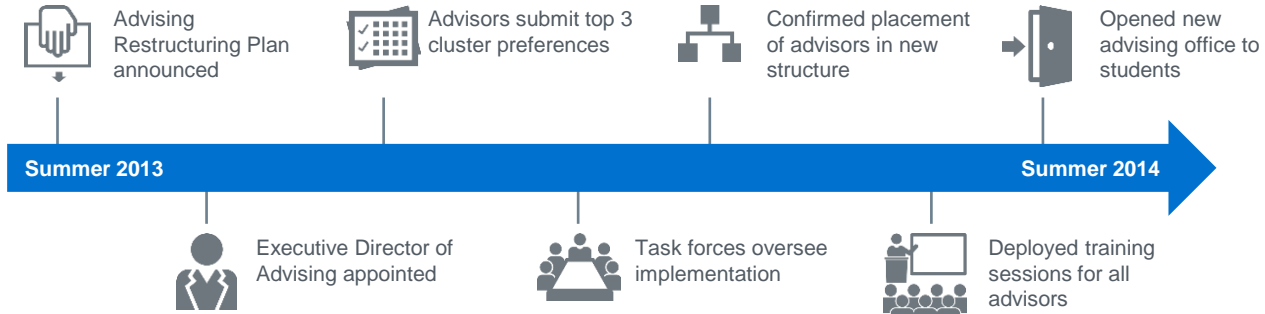 Advising
Restructuring Plan
announced
Advisors submit top 3
cluster preferences
Confirmed placement
of advisors in new
structure
Opened new
advising office to
students
Summer 2013
Summer 2014
Executive Director of
Advising appointed
Task forces oversee
implementation
Deployed training
sessions for all
advisors